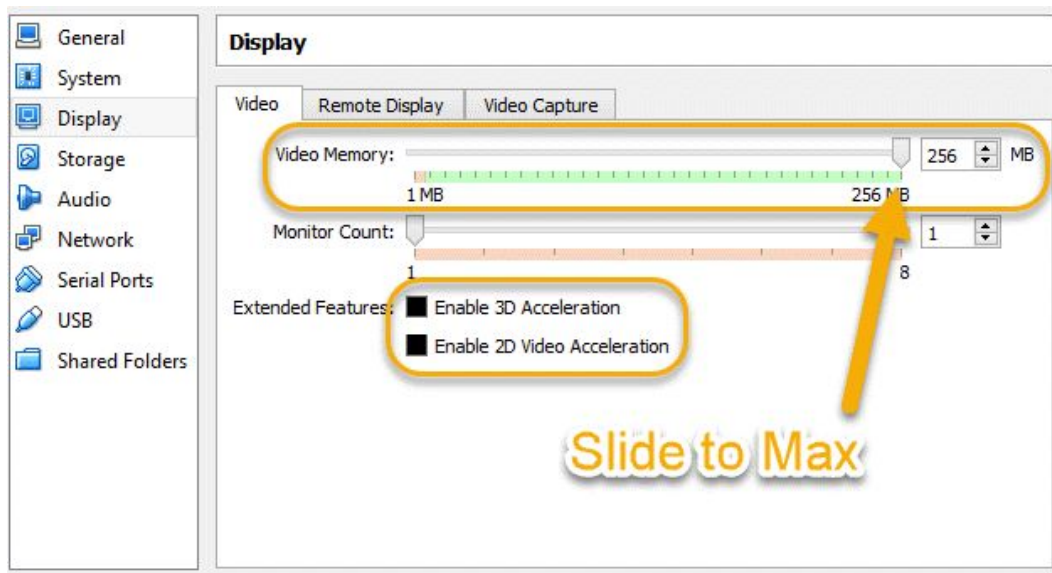 General
System
Display
Storage
Audio
Network
Serial Ports
USB
Shared Folders
Display
Video
Remote Display
Video Capture
Video Memory:
256
MB
1 MB
256 MB
Monitor Count:
1
1
8
Extended Features:
Enable 3D Acceleration
Enable 2D Video Acceleration
Slide to Max